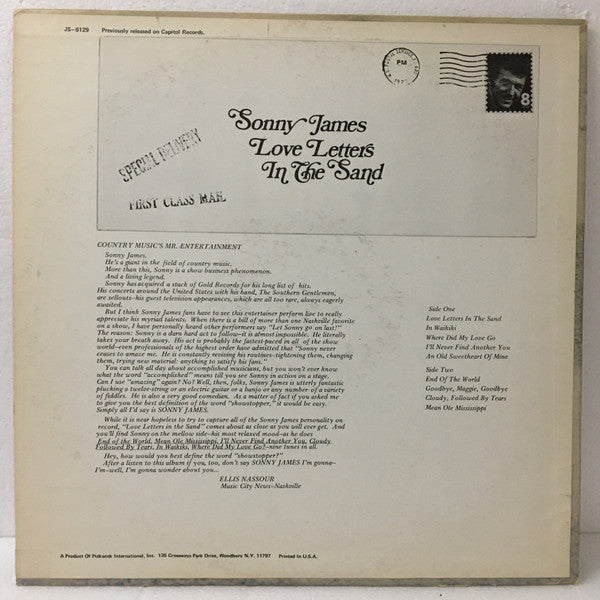 JS-6129 Previously released on Capitol Records.
PM
8
Sonny James
Love Letters
In The Sand
SPECIAL DELIVERY
FIRST CLASS MAIL
COUNTRY MUSIC'S MR. ENTERTAINMENT
Sonny James.
He's a giant in the field of country music.
More than this, Sonny is a show business phenomenon.
And a living legend.
Sonny has acquired a stack of Gold Records for his long list of hits.
His concerts around the United States with his band, The Southern Gentlemen,
are sellouts-his guest television appearances, which are all too rare, always eagerly
awaited.
But I think Sonny James fans have to see this entertainer perform live to really
appreciate his myriad talents. When there is a bill of more than one Nashville favorite
on a show, I have personally heard other performers say "Let Sonny go on last!"
The reason: Sonny is a darn hard act to follow-it is almost impossible. He literally
takes your breath away. His act is probably the fastest-paced in all of the show
world-even professionals of the highest order have admitted that "Sonny never
ceases to amaze me. He is constantly revising his routines-tightening them, changing
them, trying new material-anything to satisfy his fans."
You can talk all day about accomplished musicians, but you won't ever know
what the word "accomplished" means till you see Sonny in action on a stage.
Can I use "amazing" again? No? Well, then, folks, Sonny James is utterly fantastic
plucking a twelve-string or an electric guitar or a banjo or any number of a variety
of fiddles. He is also a very good comedian. As a matter of fact if you asked me
to give you the best definition of the word "showstopper," it would be easy.
Simply all I'd say is SONNY JAMES.
While it is near hopeless to try to capture all of the Sonny James personality on
record, "Love Letters in the Sand" comes about as close as you will ever get. And
you'll find Sonny on the mellow side-his most relaxed mood-as he does
End of the World, Mean Ole Mississippi, I'll Never Find Another You, Cloudy,
Followed By Tears, In Waikiki, Where Did My Love Go?-nine tunes in all.
Hey, how would you best define the word "showstopper?"
After a listen to this album if you, too, don't say SONNY JAMES I'm gonna-
I'm-well, I'm gonna wonder about you...
ELLIS NASSOUR
Music City News-Nashville
Side One
Love Letters In The Sand
In Waikiki
Where Did My Love Go
I'll Never Find Another You
An Old Sweetheart Of Mine
Side Two
End Of The World
Goodbye, Maggie, Goodbye
Cloudy, Followed By Tears
Mean Ole Mississippi
A Product Of Pickwick International, Inc. 135 Crossways Park Drive, Woodbury N.Y. 11797 Printed In U.S.A.